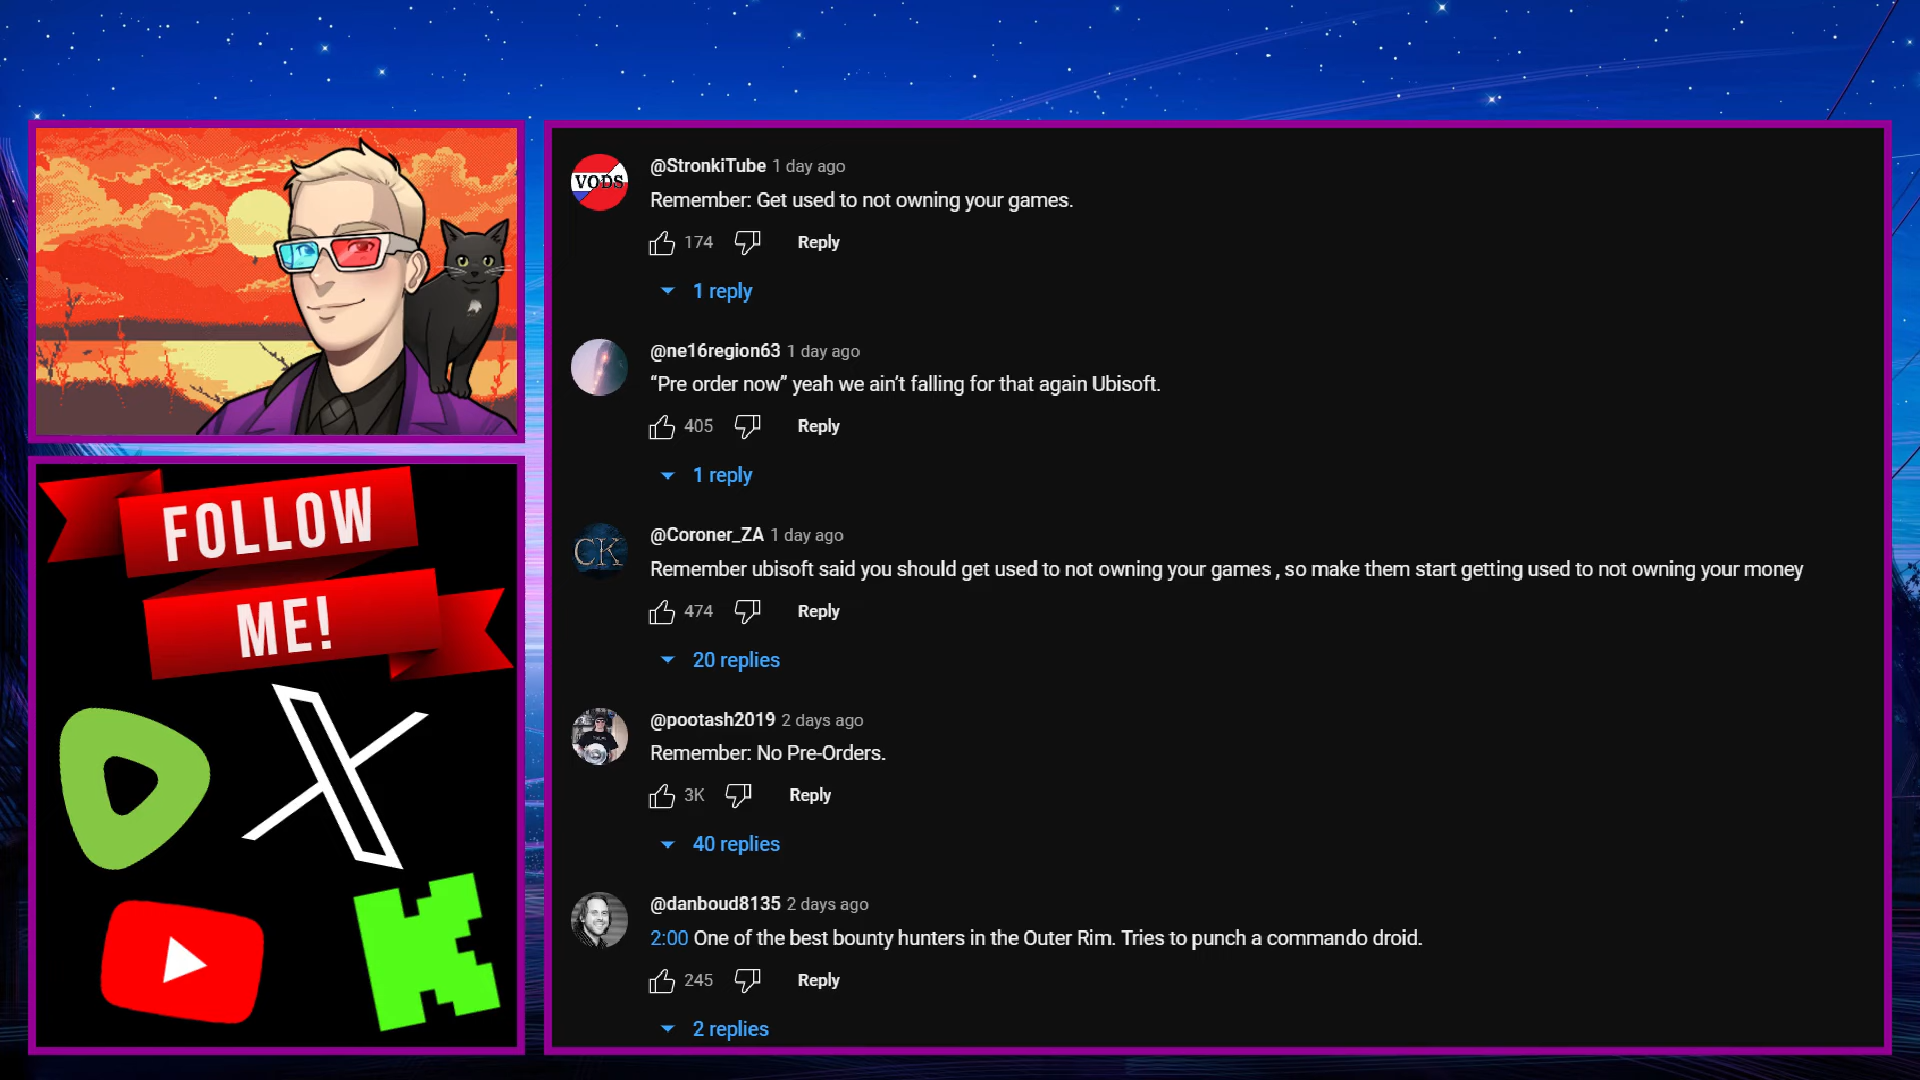 @StronkiTube 1 day ago
VODS
Remember: Get used to not owning your games.
174 Reply
1 reply
@ne16region63 1 day ago
“Pre order now” yeah we ain’t falling for that again Ubisoft.
405 Reply
1 reply
@Coroner_ZA 1 day ago
CK
Remember ubisoft said you should get used to not owning your games , so make them start getting used to not owning your money
474 Reply
20 replies
@pootash2019 2 days ago
Remember: No Pre-Orders.
3K Reply
40 replies
@danboud8135 2 days ago
2:00 One of the best bounty hunters in the Outer Rim. Tries to punch a commando droid.
245 Reply
2 replies
FOLLOW
ME!